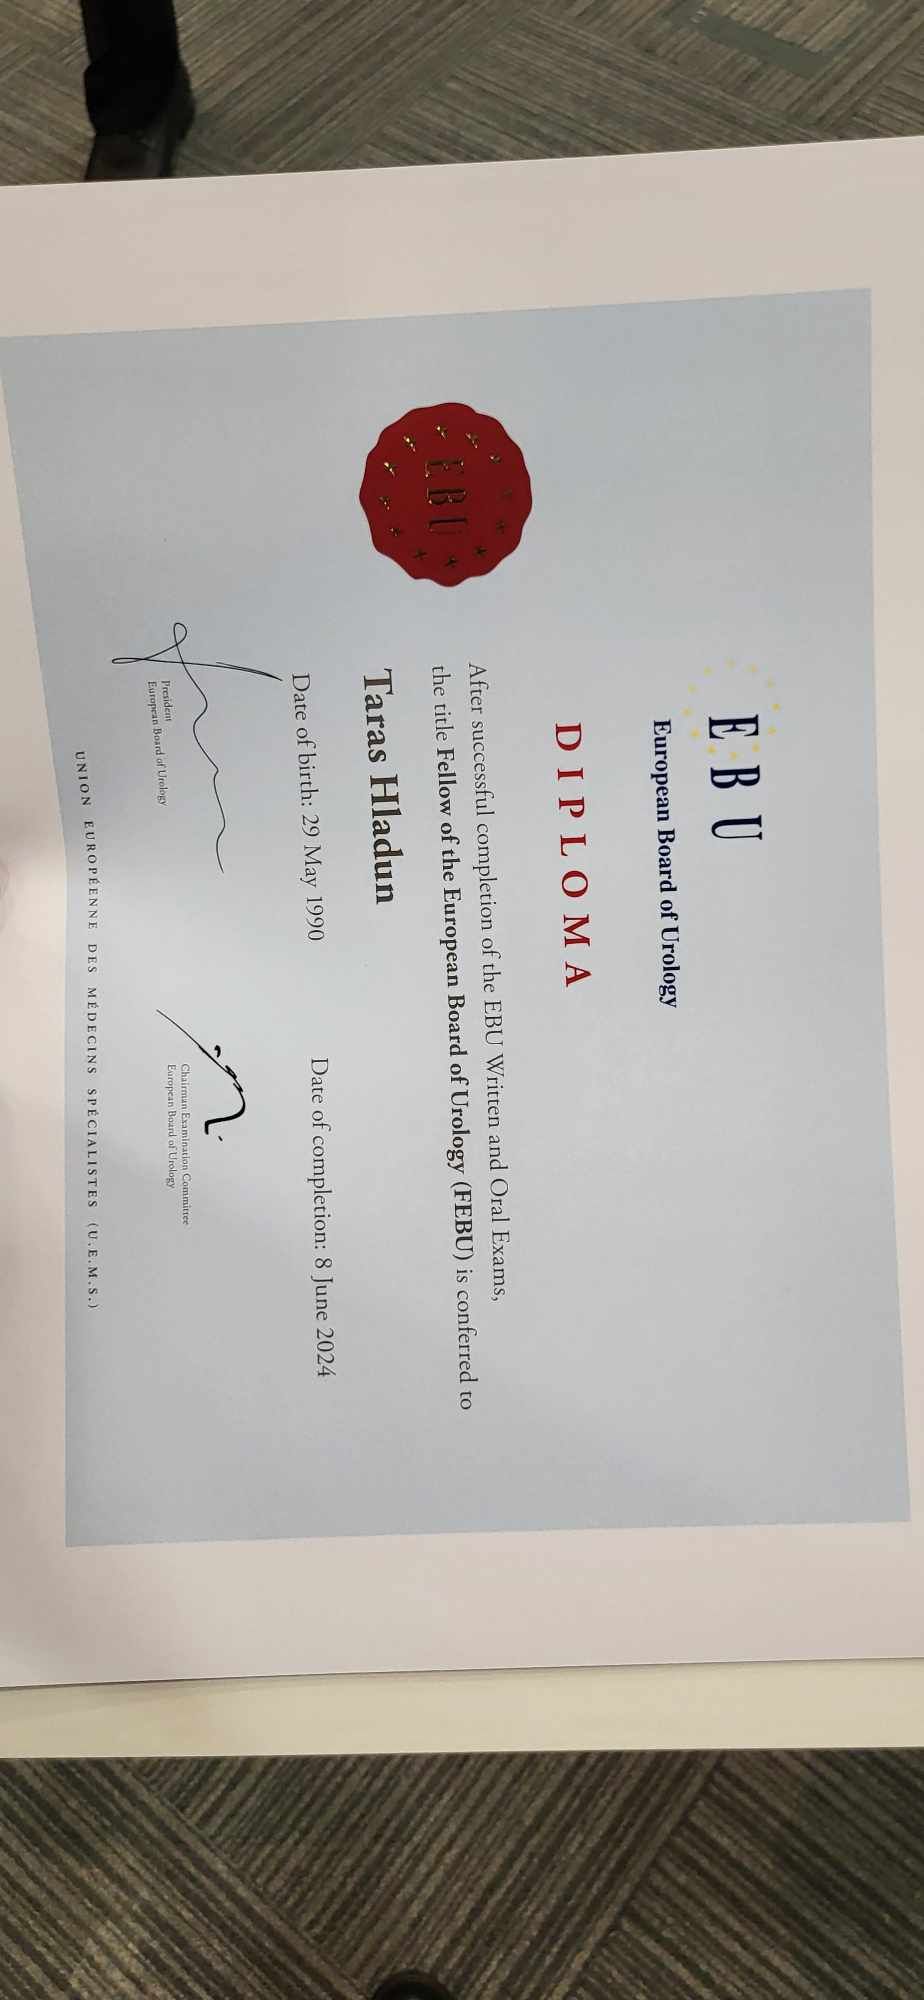 EBU
European Board of Urology
DIPLOMA
After successful completion of the EBU Written and Oral Exams,
the title Fellow of the European Board of Urology (FEBU) is conferred to
EBU
Taras Hladun
Date of birth: 29 May 1990
Date of completion: 8 June 2024
President
European Board of Urology
Chairman Examination Committee
European Board of Urology
UNION EUROPÉENNE DES MÉDECINS SPÉCIALISTES (U.E.M.S.)